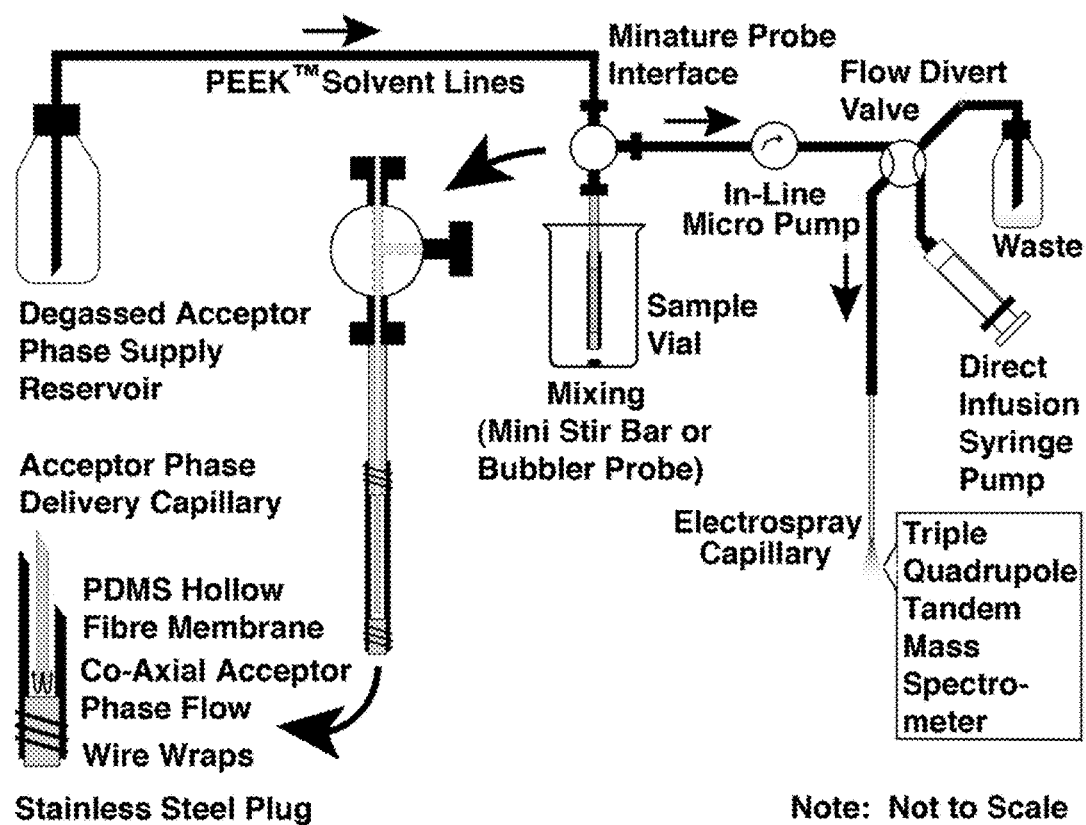 PEEK™ Solvent Lines
Minature Probe
Interface
Flow Divert
Valve
In-Line
Micro Pump
Waste
Degassed Acceptor
Phase Supply
Reservoir
Sample
Vial
Mixing
(Mini Stir Bar or
Bubbler Probe)
Direct
Infusion
Syringe
Pump
Acceptor Phase
Delivery Capillary
Electrospray
Capillary
Triple
Quadrupole
Tandem
Mass
Spectro-
meter
PDMS Hollow
Fibre Membrane
Co-Axial Acceptor
Phase Flow
Wire Wraps
Stainless Steel Plug
Note: Not to Scale